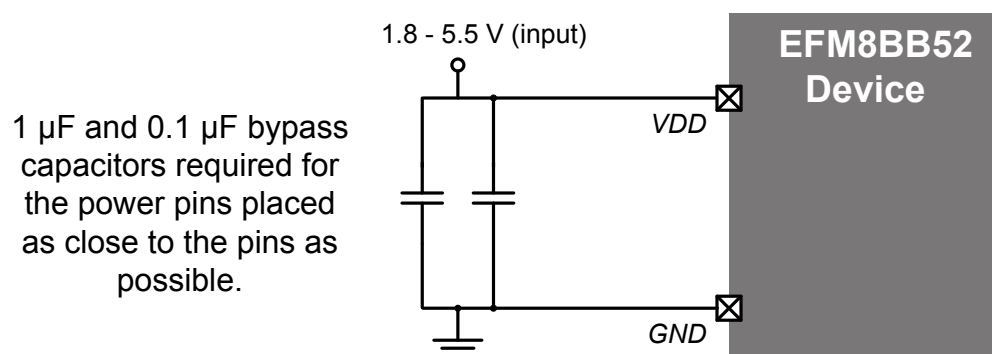 1.8 - 5.5 V (input)
EFM8BB52
Device
VDD
1 µF and 0.1 µF bypass
capacitors required for
the power pins placed
as close to the pins as
possible.
GND